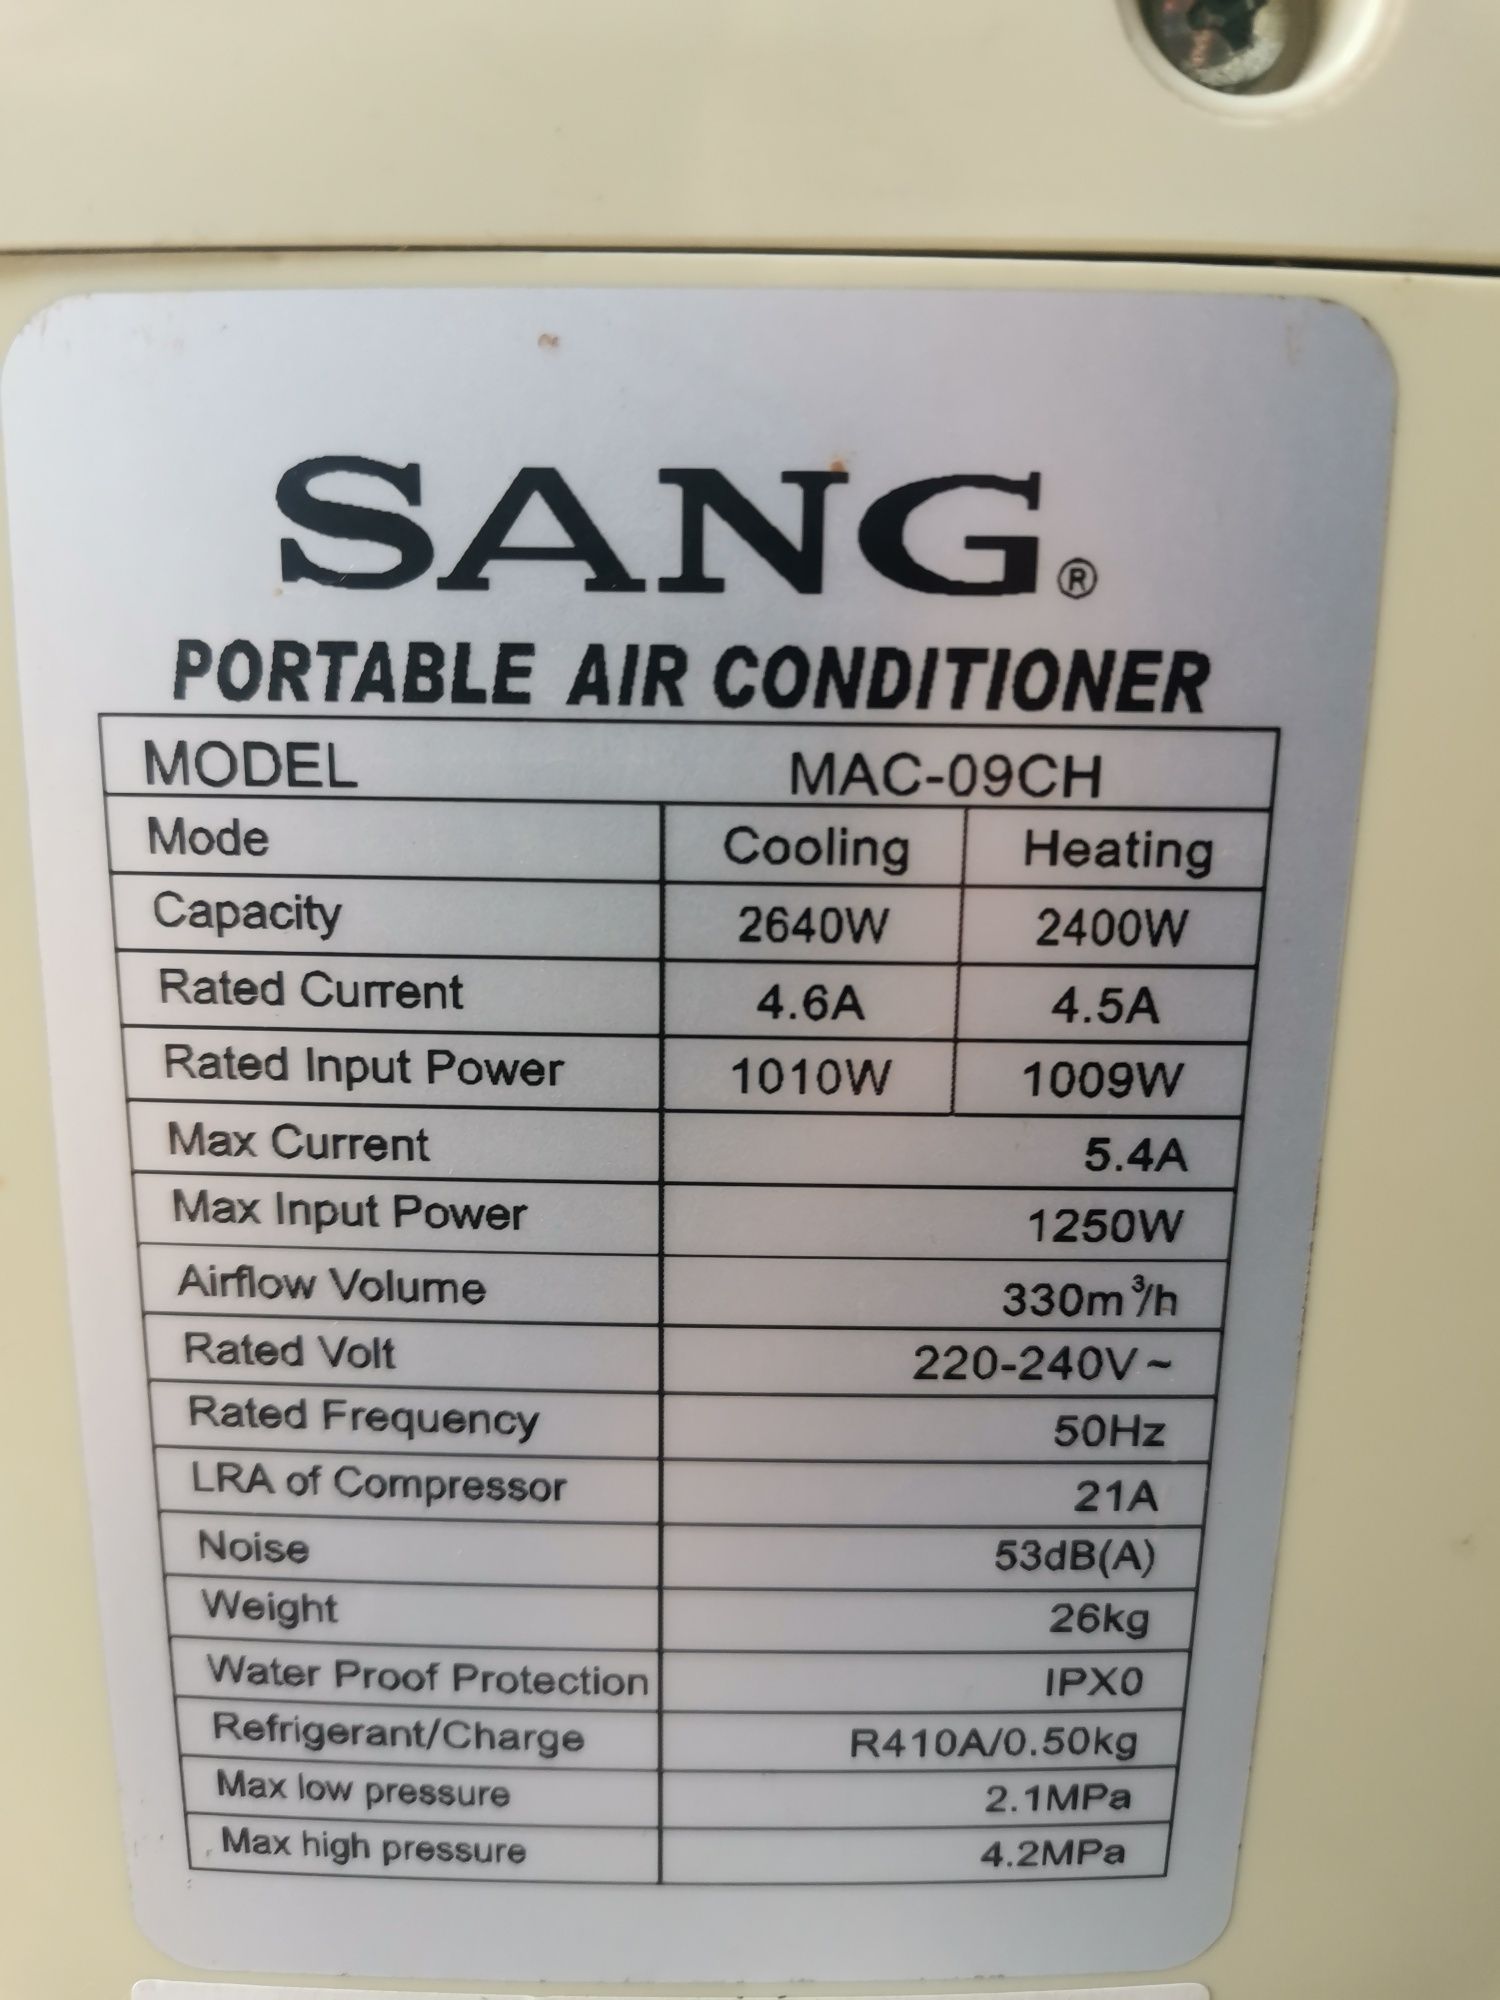 SANG®
PORTABLE AIR CONDITIONER
MODEL MAC-09CH
Mode Cooling Heating
Capacity 2640W 2400W
Rated Current 4.6A 4.5A
Rated Input Power 1010W 1009W
Max Current 5.4A
Max Input Power 1250W
Airflow Volume 330m³/h
Rated Volt 220-240V~
Rated Frequency 50Hz
LRA of Compressor 21A
Noise 53dB(A)
Weight 26kg
Water Proof Protection IPX0
Refrigerant/Charge R410A/0.50kg
Max low pressure 2.1MPa
Max high pressure 4.2MPa